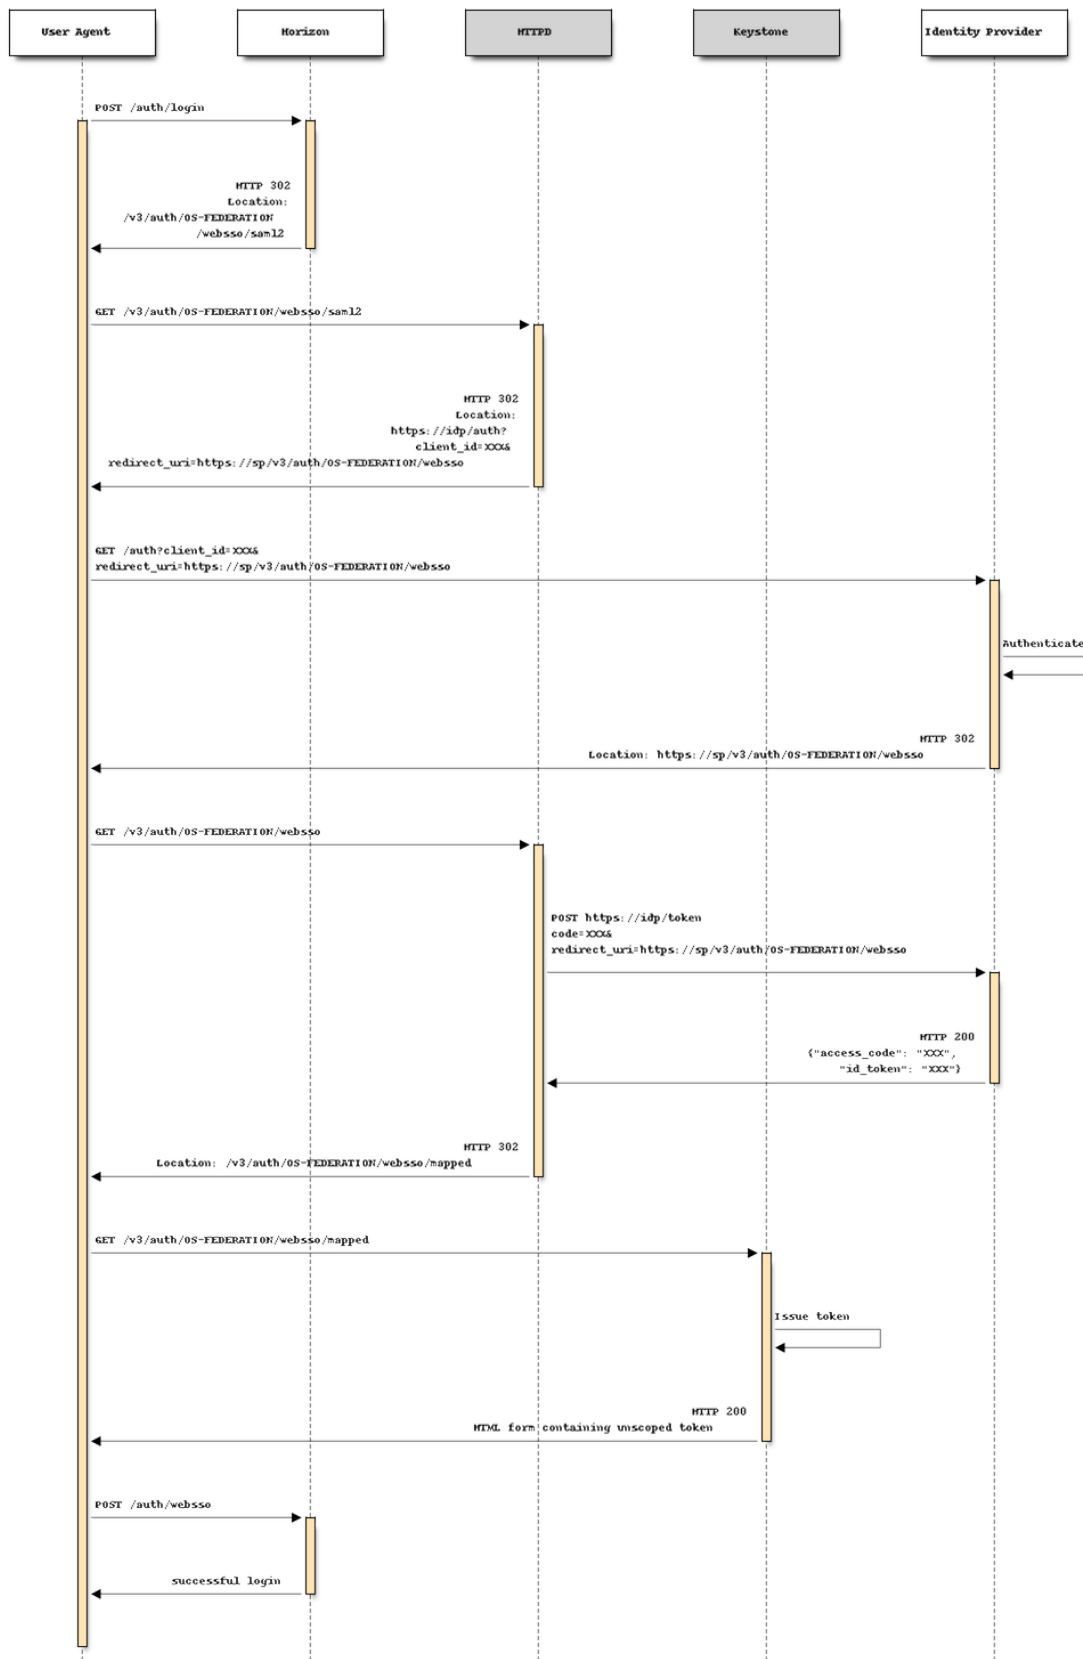 User Agent
Horizon
HTTPD
Keystone
Identity Provider
POST /auth/login
HTTP 302
Location:
/v3/auth/OS-FEDERATION
/websso/saml2
GET /v3/auth/OS-FEDERATION/websso/saml2
HTTP 302
Location:
https://idp/auth?
client_id=XXX&
redirect_uri=https://sp/v3/auth/OS-FEDERATION/websso
GET /auth?client_id=XXX&
redirect_uri=https://sp/v3/auth/OS-FEDERATION/websso
Authenticate
HTTP 302
Location: https://sp/v3/auth/OS-FEDERATION/websso
GET /v3/auth/OS-FEDERATION/websso
POST https://idp/token
code=XXX&
redirect_uri=https://sp/v3/auth/OS-FEDERATION/websso
HTTP 200
{"access_code": "XXX",
"id_token": "XXX"}
HTTP 302
Location: /v3/auth/OS-FEDERATION/websso/mapped
GET /v3/auth/OS-FEDERATION/websso/mapped
Issue token
HTTP 200
HTML form containing unscoped token
POST /auth/websso
successful login